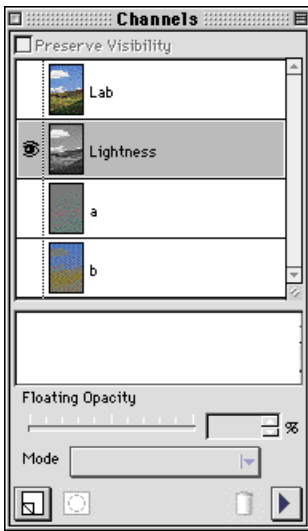 Channels
Preserve Visibility
Lab
Lightness
a
b
Floating Opacity
%
Mode